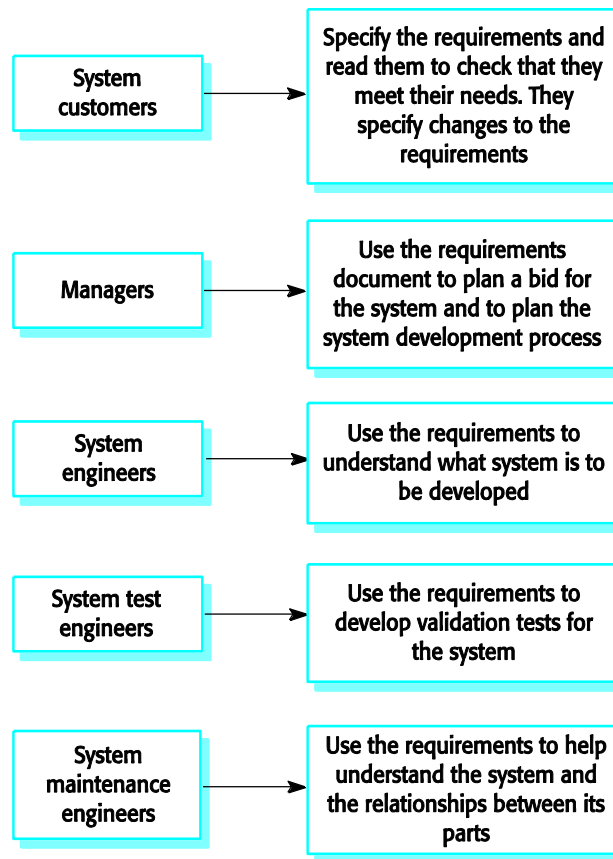 System
customers
Specify the requirements and
read them to check that they
meet their needs. They
specify changes to the
requirements
Managers
Use the requirements
document to plan a bid for
the system and to plan the
system development process
System
engineers
Use the requirements to
understand what system is to
be developed
System test
engineers
Use the requirements to
develop validation tests for
the system
System
maintenance
engineers
Use the requirements to help
understand the system and
the relationships between its
parts